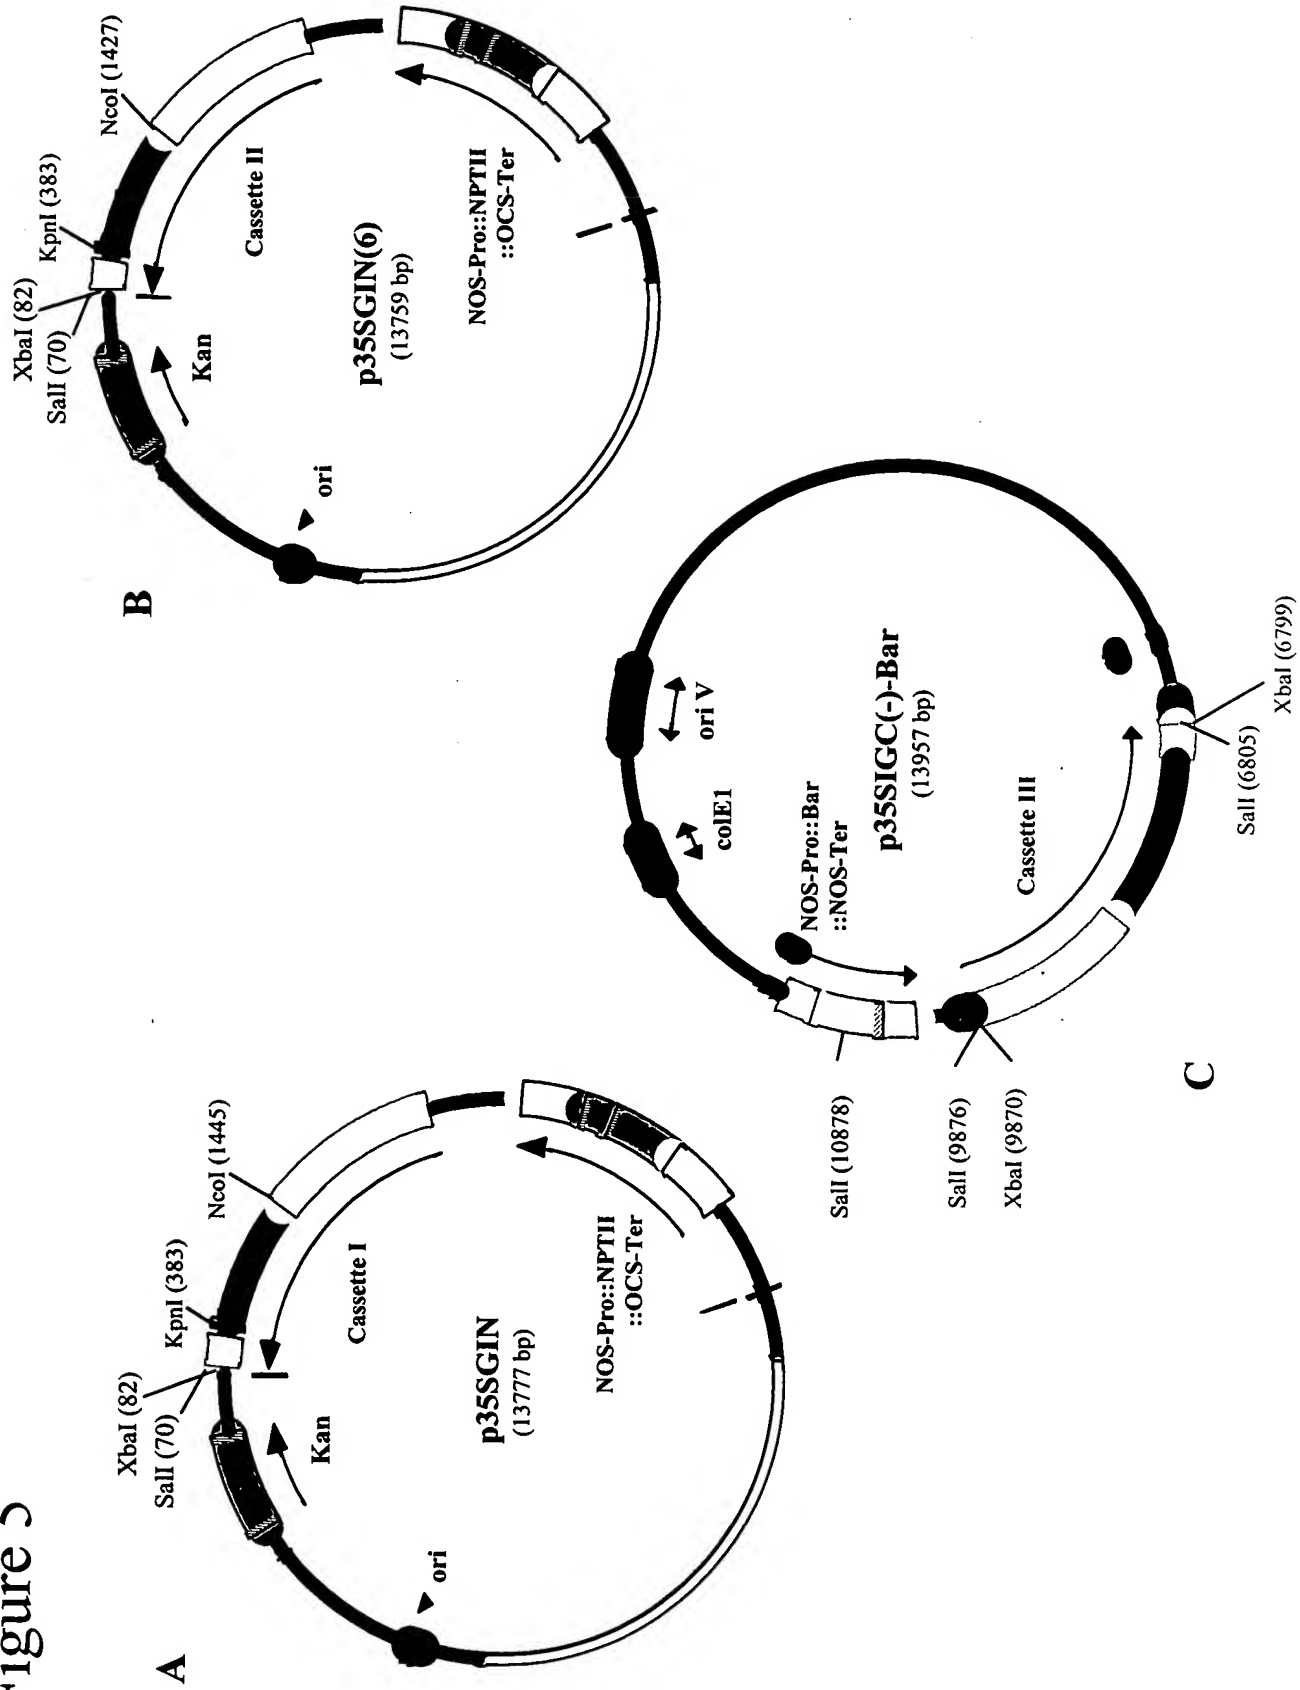 Figure 5
A
XbaI (82)
SalI (70)
KpnI (383)
NcoI (1445)
Cassette I
Kan
ori
p35SGIN
(13777 bp)
NOS-Pro::NPTII
::OCS-Ter
B
XbaI (82)
SalI (70)
KpnI (383)
NcoI (1427)
Cassette II
Kan
ori
p35SGIN(6)
(13759 bp)
NOS-Pro::NPTII
::OCS-Ter
C
ori V
colE1
NOS-Pro::Bar
::NOS-Ter
p35SIGC(-)-Bar
(13957 bp)
Cassette III
SalI (10878)
SalI (9876)
XbaI (9870)
SalI (6805)
XbaI (6799)